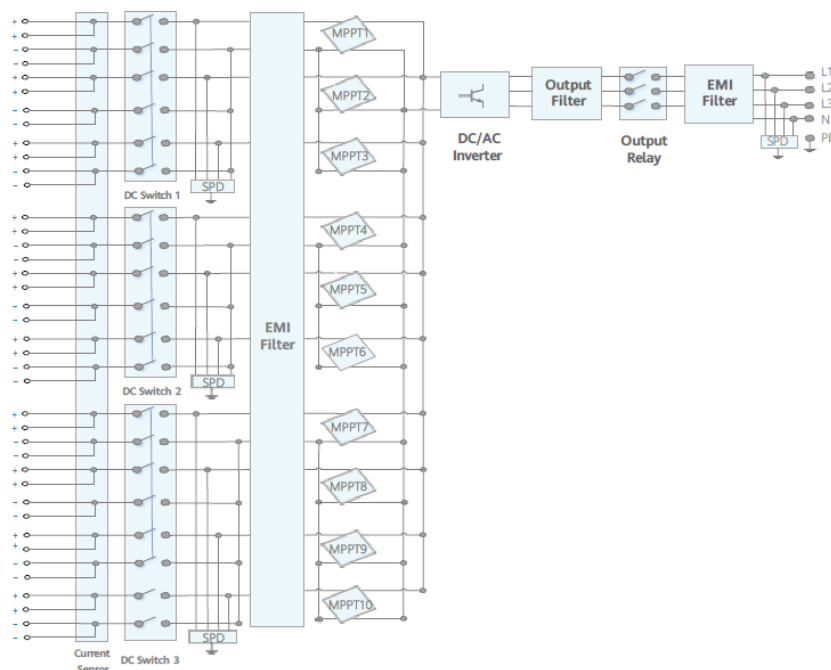 +
+
-
-
+
+
-
-
+
+
-
-
DC Switch 1
SPD
+
+
-
-
+
+
-
-
+
+
-
-
DC Switch 2
SPD
+
+
-
-
+
+
-
-
+
+
-
-
+
+
-
-
Current
Sensor
DC Switch 3
SPD
EMI
Filter
MPPT1
MPPT2
MPPT3
MPPT4
MPPT5
MPPT6
MPPT7
MPPT8
MPPT9
MPPT10
DC/AC
Inverter
Output
Filter
Output
Relay
EMI
Filter
SPD
L1
L2
L3
N
PE